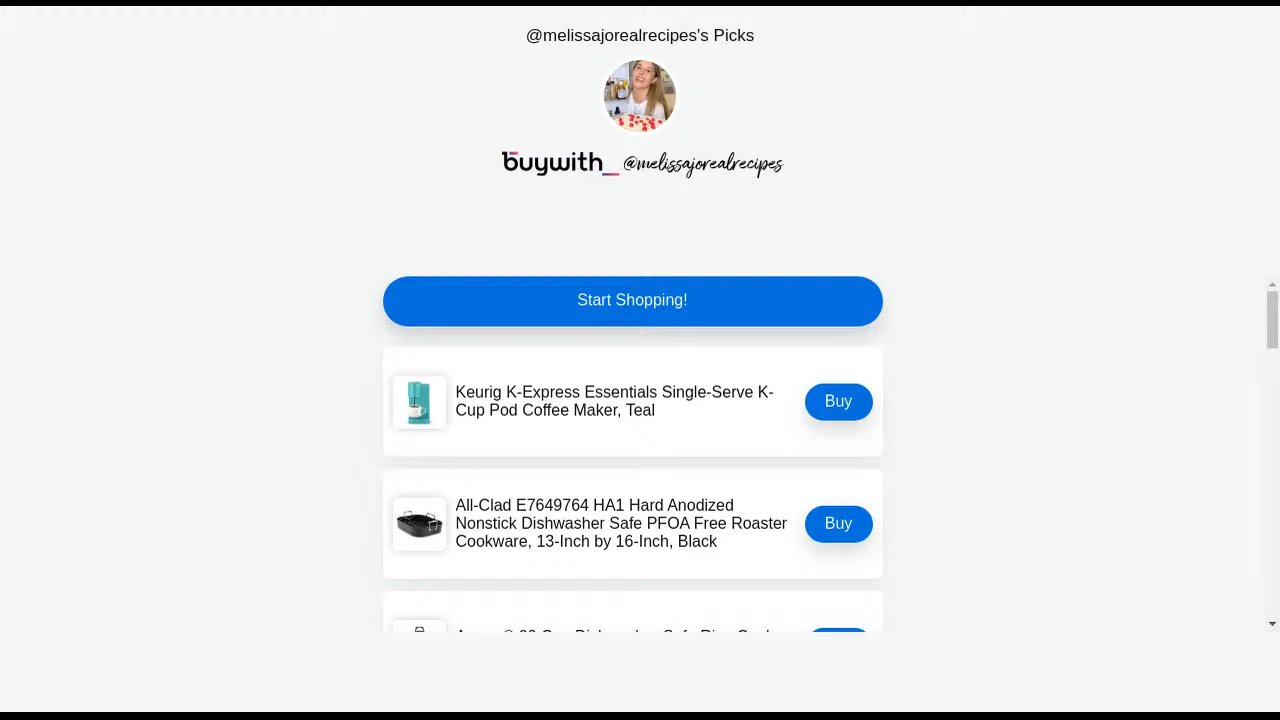 @melissajorealrecipes's Picks
buywith_ @melissajorealrecipes
Start Shopping!
Keurig K-Express Essentials Single-Serve K-
Cup Pod Coffee Maker, Teal
Buy
All-Clad E7649764 HA1 Hard Anodized
Nonstick Dishwasher Safe PFOA Free Roaster
Cookware, 13-Inch by 16-Inch, Black
Buy